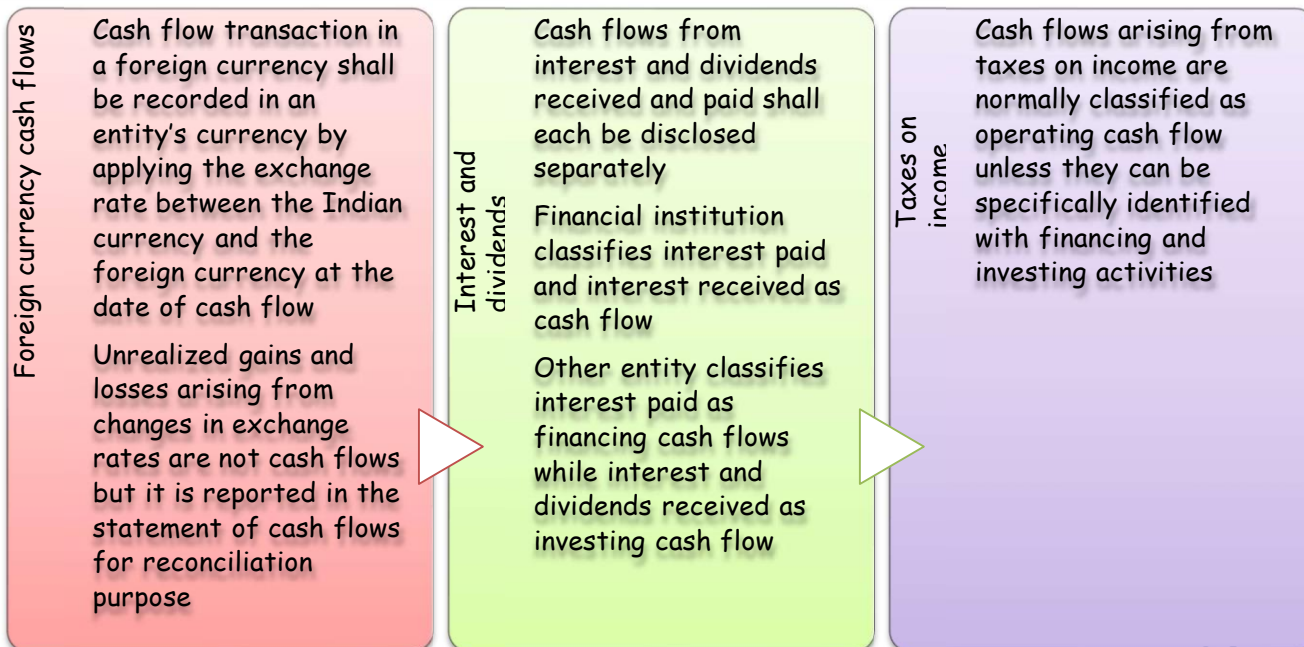 Foreign currency cash flows
Cash flow transaction in
a foreign currency shall
be recorded in an
entity's currency by
applying the exchange
rate between the Indian
currency and the
foreign currency at the
date of cash flow
Unrealized gains and
losses arising from
changes in exchange
rates are not cash flows
but it is reported in the
statement of cash flows
for reconciliation
purpose
Interest and
dividends
Cash flows from
interest and dividends
received and paid shall
each be disclosed
separately
Financial institution
classifies interest paid
and interest received as
cash flow
Other entity classifies
interest paid as
financing cash flows
while interest and
dividends received as
investing cash flow
Taxes on
income
Cash flows arising from
taxes on income are
normally classified as
operating cash flow
unless they can be
specifically identified
with financing and
investing activities